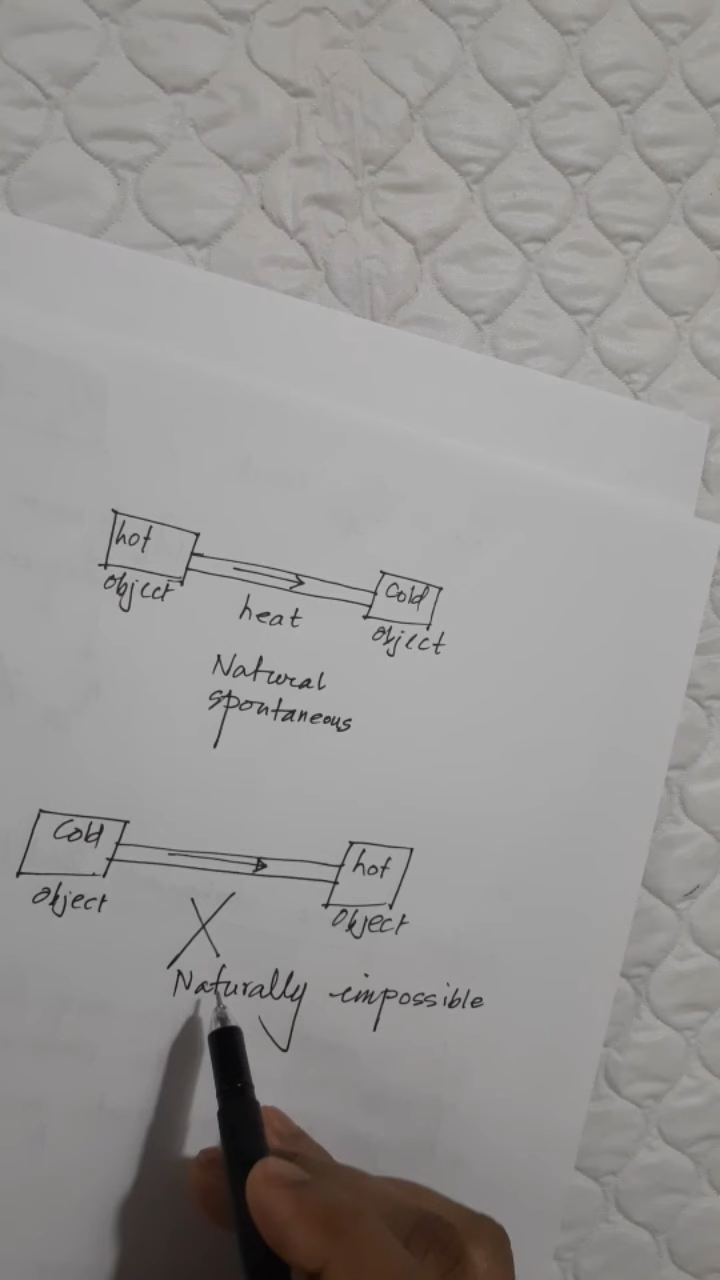 hot
object
heat
Cold
object
Natural
spontaneous
Cold
object
hot
Object
X
Naturally impossible